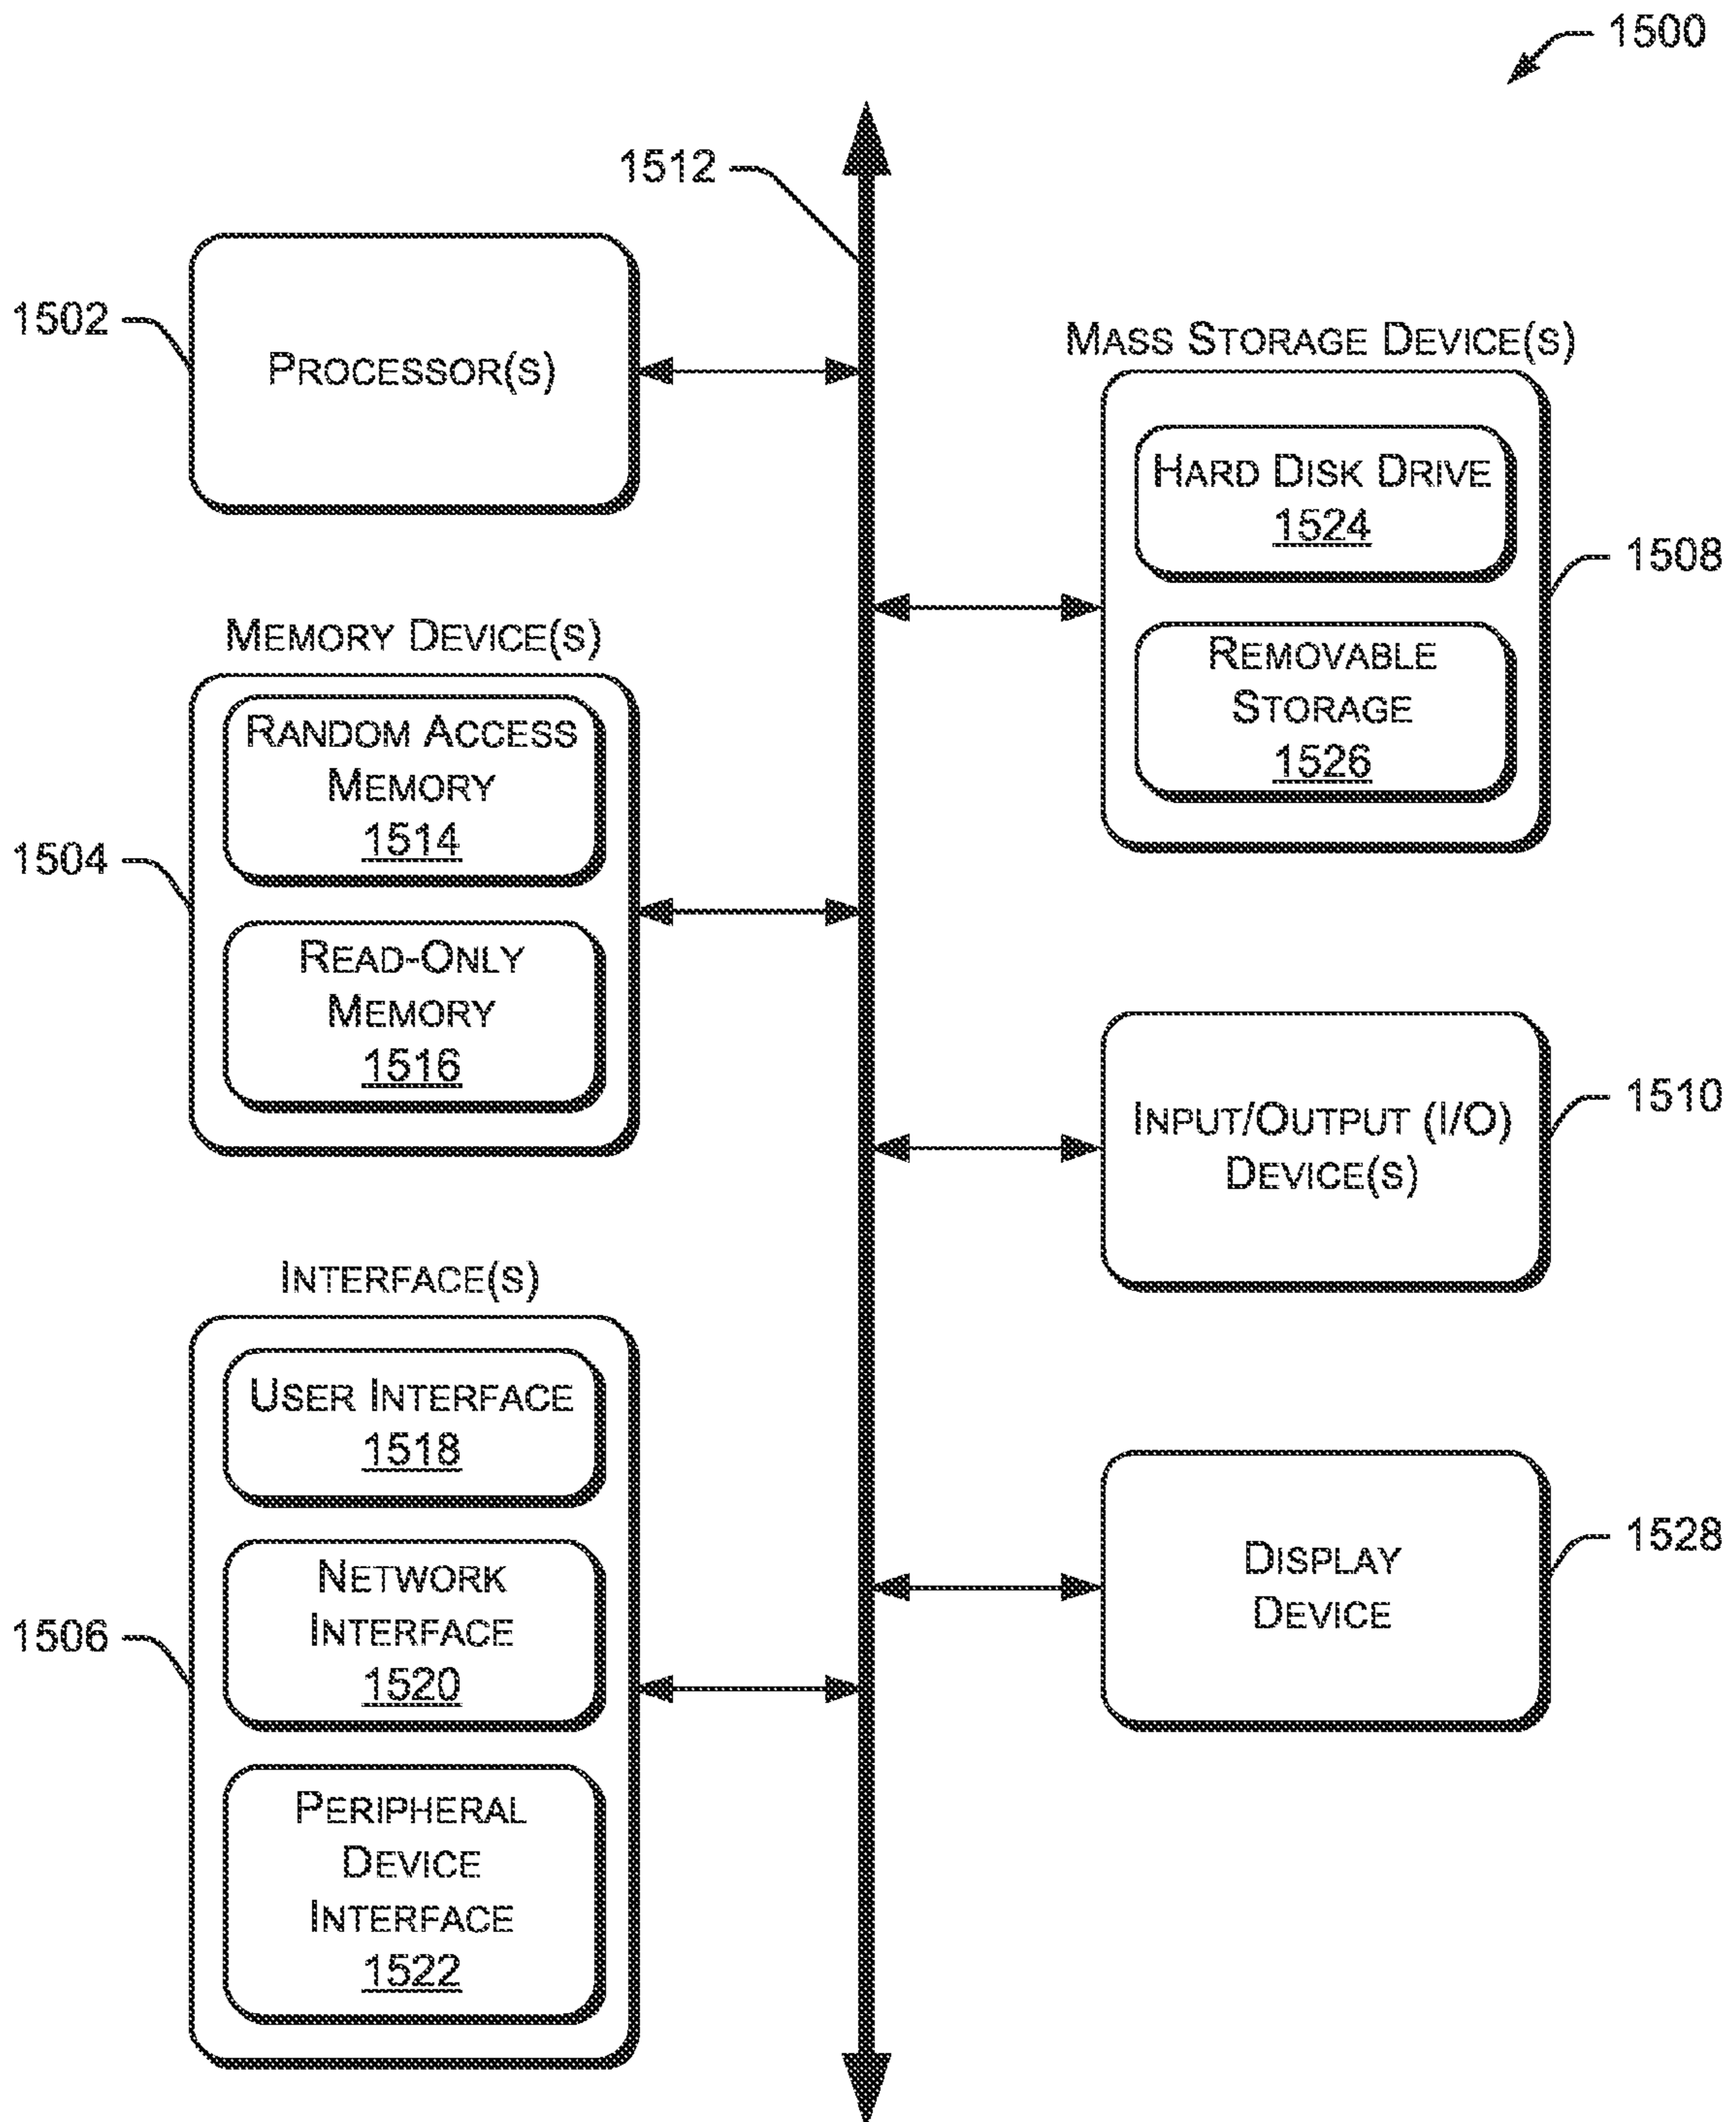 1500
1512
1502
PROCESSOR(S)
MASS STORAGE DEVICE(S)
HARD DISK DRIVE
1524
1508
REMOVABLE
STORAGE
1526
MEMORY DEVICE(S)
RANDOM ACCESS
MEMORY
1514
1504
READ-ONLY
MEMORY
1516
INPUT/OUTPUT (I/O)
DEVICE(S)
1510
INTERFACE(S)
USER INTERFACE
1518
NETWORK
INTERFACE
1520
1506
PERIPHERAL
DEVICE
INTERFACE
1522
DISPLAY
DEVICE
1528